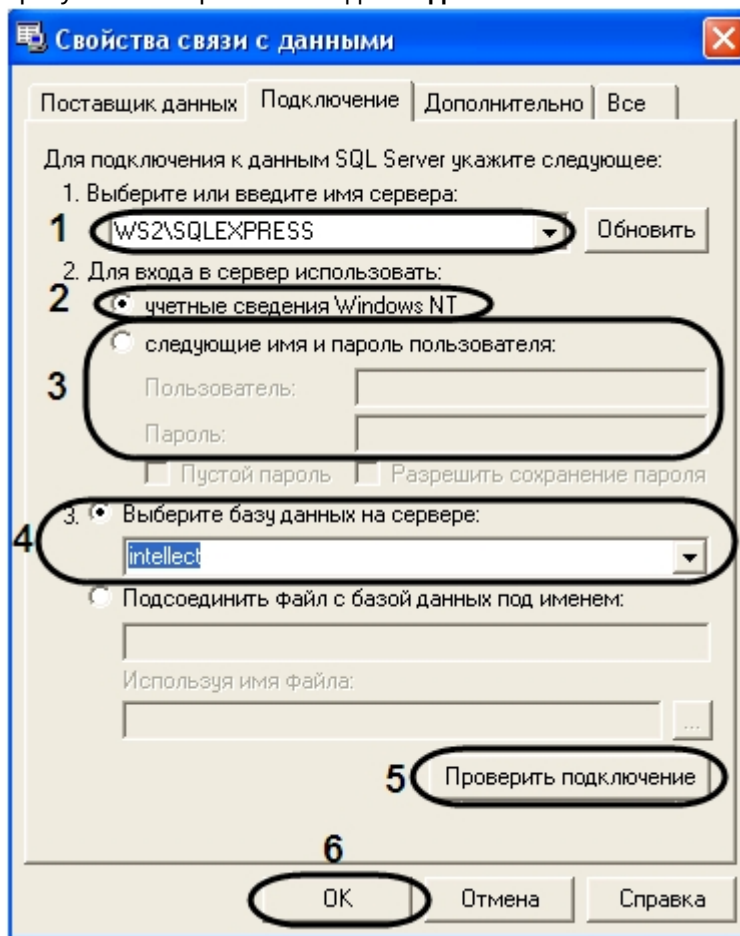 Свойства связи с данными
Поставщик данных Подключение Дополнительно Все
Для подключения к данным SQL Server укажите следующее:
1. Выберите или введите имя сервера:
1 WS2\SQLEXPRESS Обновить
2. Для входа в сервер использовать:
2 учетные сведения Windows NT
следующие имя и пароль пользователя:
3 Пользователь:
Пароль:
Пустой пароль Разрешить сохранение пароля
3. Выберите базу данных на сервере:
4 intellect
Подсоединить файл с базой данных под именем:
Используя имя файла:
...
5 Проверить подключение
6
OK Отмена Справка